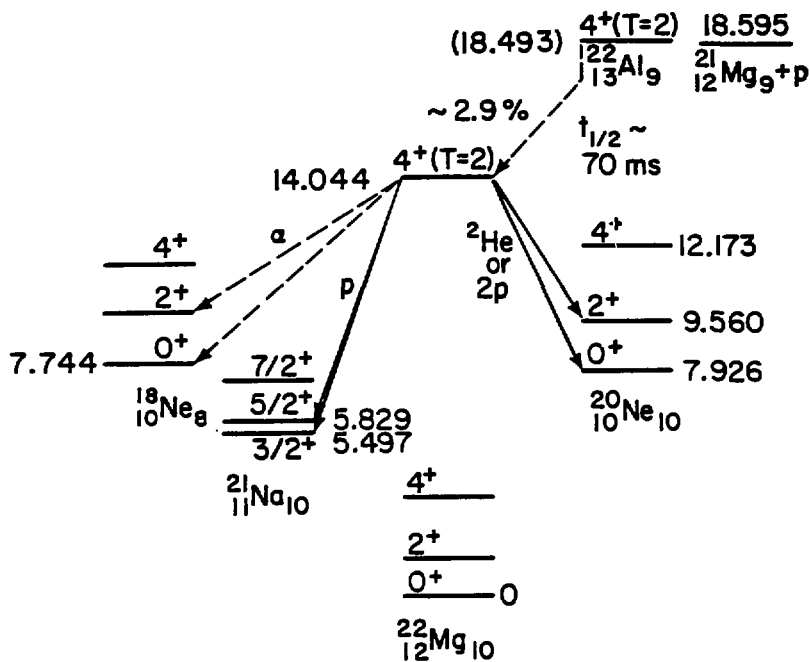 4⁺(T=2) 18.595
(18.493) ²²₁₃Al₉ ²¹₁₂Mg₉+p
~2.9%
t₁/₂ ~
70 ms
4⁺(T=2)
14.044
α
p
²He
or
2p
4⁺
12.173
4⁺
2⁺
2⁺ 9.560
7.744 0⁺
0⁺ 7.926
¹⁸₁₀Ne₈
²⁰₁₀Ne₁₀
7/2⁺
5/2⁺ 5.829
3/2⁺ 5.497
²¹₁₁Na₁₀
4⁺
2⁺
0⁺ 0
²²₁₂Mg₁₀